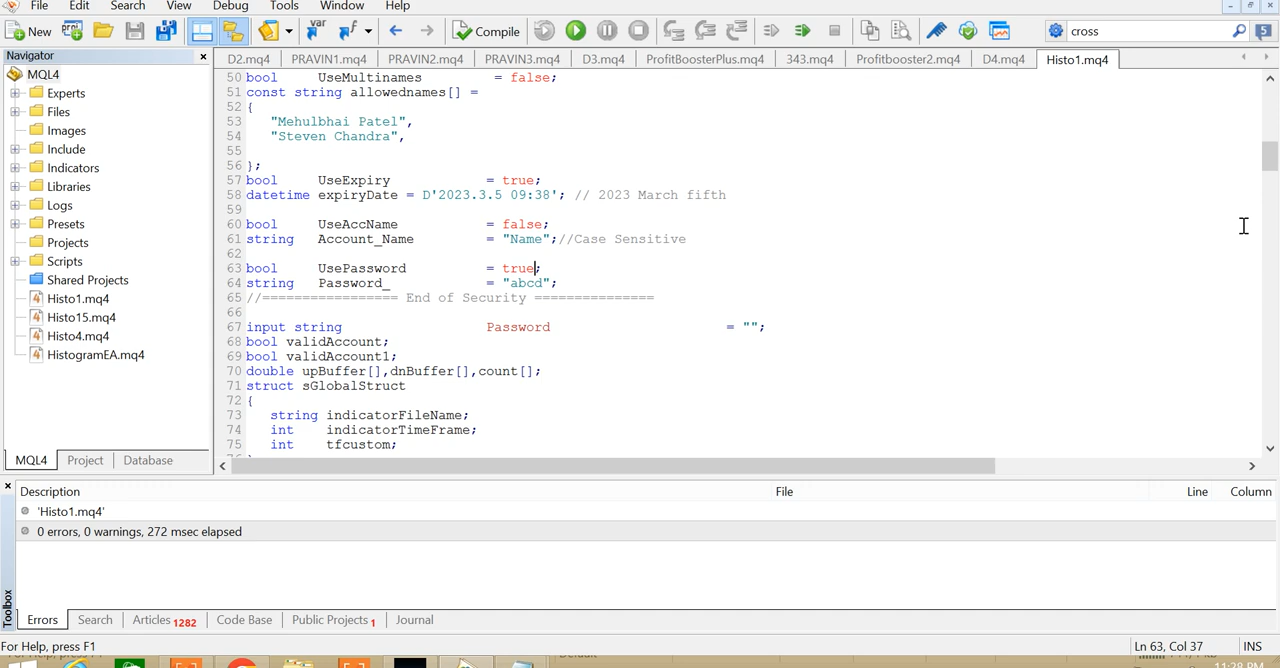 File Edit Search View Debug Tools Window Help
New Compile cross 5
Navigator
D2.mq4 PRAVIN1.mq4 PRAVIN2.mq4 PRAVIN3.mq4 D3.mq4 ProfitBoosterPlus.mq4 343.mq4 Profitbooster2.mq4 D4.mq4 Histo1.mq4
MQL4
Experts
Files
Images
Include
Indicators
Libraries
Logs
Presets
Projects
Scripts
Shared Projects
Histo1.mq4
Histo15.mq4
Histo4.mq4
HistogramEA.mq4
MQL4 Project Database
50 bool UseMultinames = false;
51 const string allowednames[] =
52 {
53 "Mehulbhai Patel",
54 "Steven Chandra",
55
56 };
57 bool UseExpiry = true;
58 datetime expiryDate = D'2023.3.5 09:38'; // 2023 March fifth
59
60 bool UseAccName = false;
61 string Account_Name = "Name";//Case Sensitive
62
63 bool UsePassword = true;
64 string Password_ = "abcd";
65 //================= End of Security ===============
66
67 input string Password = "";
68 bool validAccount;
69 bool validAccount1;
70 double upBuffer[],dnBuffer[],count[];
71 struct sGlobalStruct
72 {
73 string indicatorFileName;
74 int indicatorTimeFrame;
75 int tfcustom;
Description File Line Column
'Histo1.mq4'
0 errors, 0 warnings, 272 msec elapsed
Toolbox
Errors Search Articles 1282 Code Base Public Projects 1 Journal
For Help, press F1 Ln 63, Col 37 INS
Default
11:28 PM